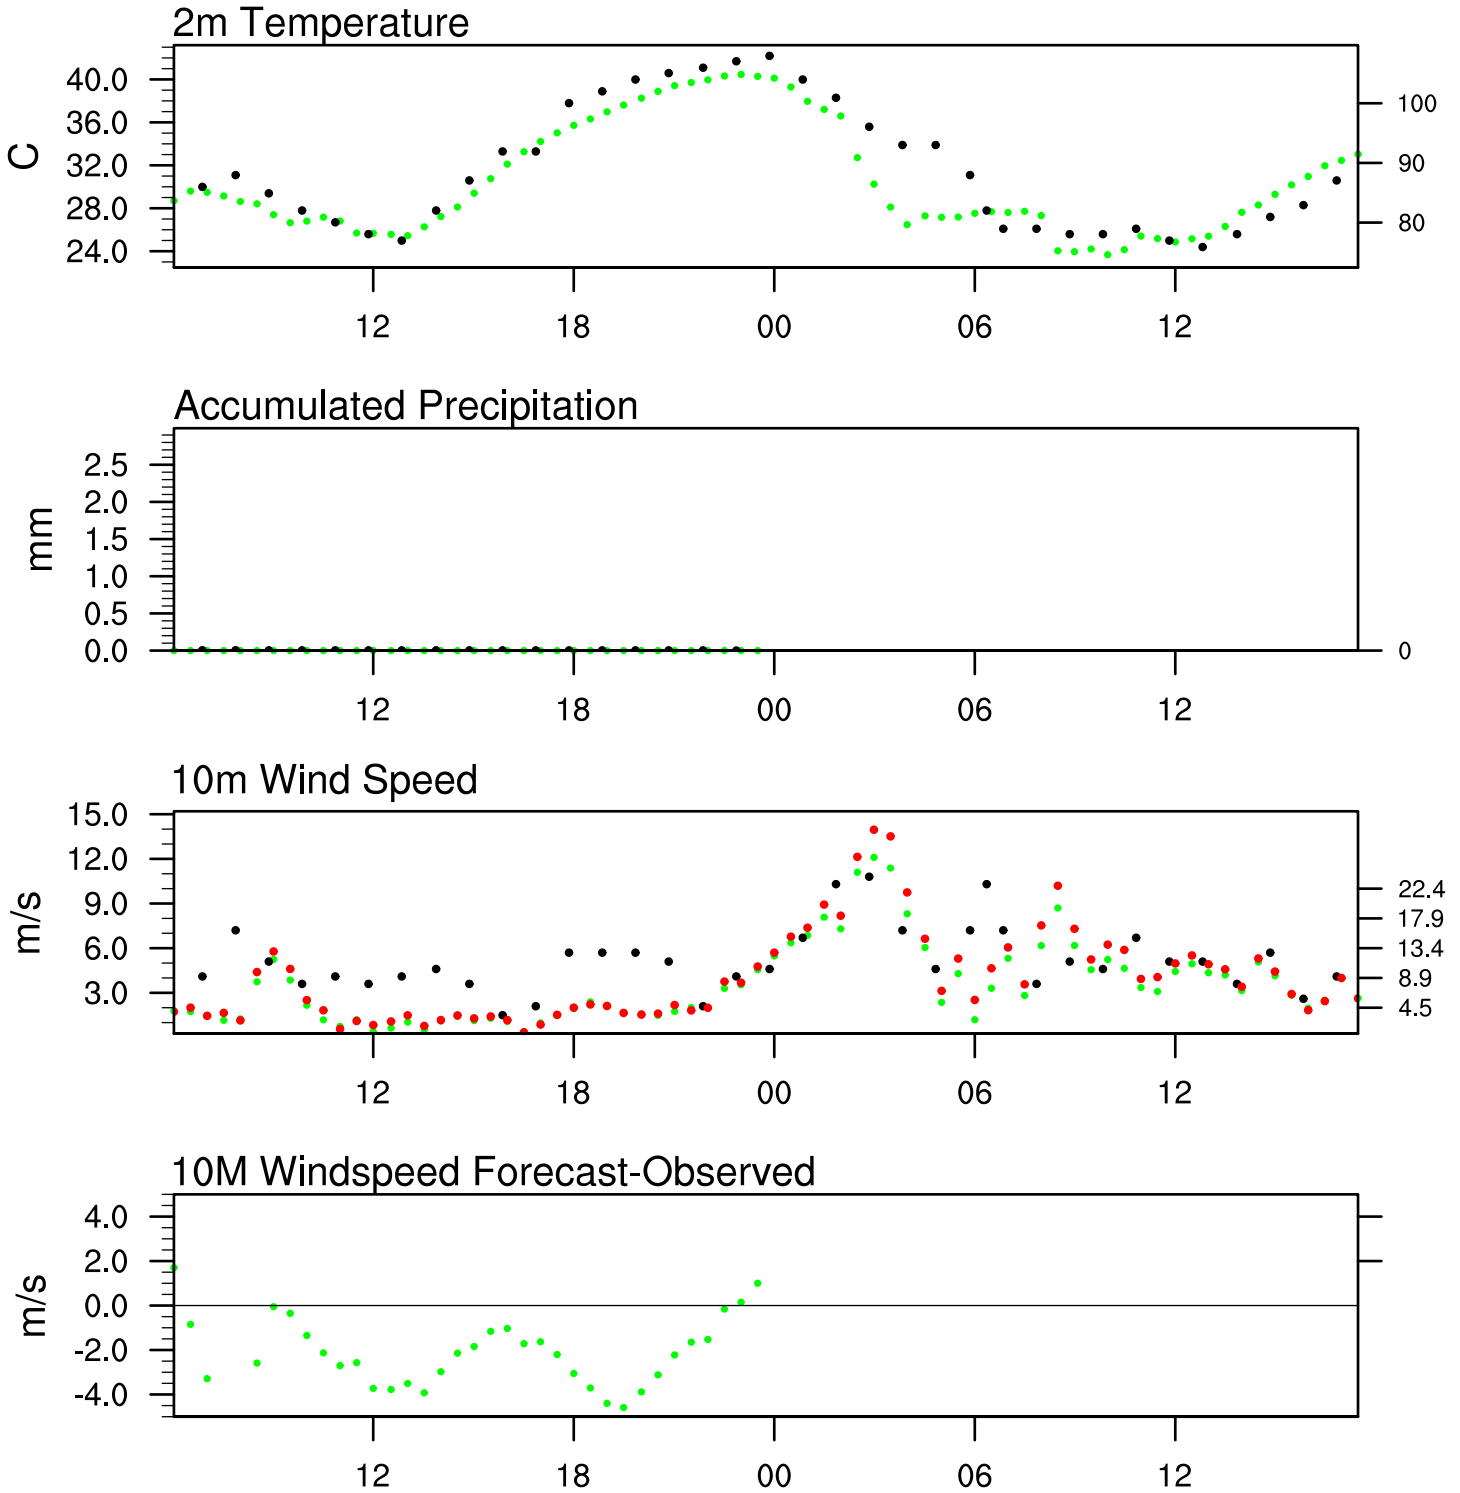 2m Temperature
40.0
36.0
32.0
28.0
24.0
C
100
90
80
12 18 00 06 12
Accumulated Precipitation
2.5
2.0
1.5
1.0
0.5
0.0
mm
0
12 18 00 06 12
10m Wind Speed
15.0
12.0
9.0
6.0
3.0
m/s
22.4
17.9
13.4
8.9
4.5
12 18 00 06 12
10M Windspeed Forecast-Observed
4.0
2.0
0.0
-2.0
-4.0
m/s
12 18 00 06 12